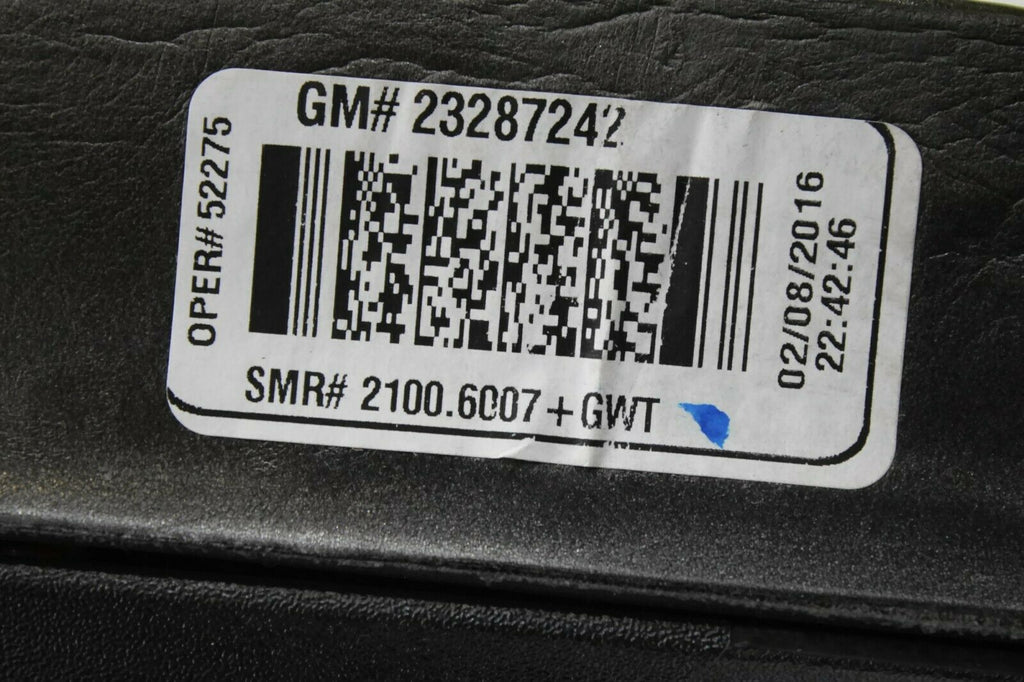 GM# 23287242
OPER# 52275
02/08/2016
22:42:46
SMR# 2100.6007+GWT